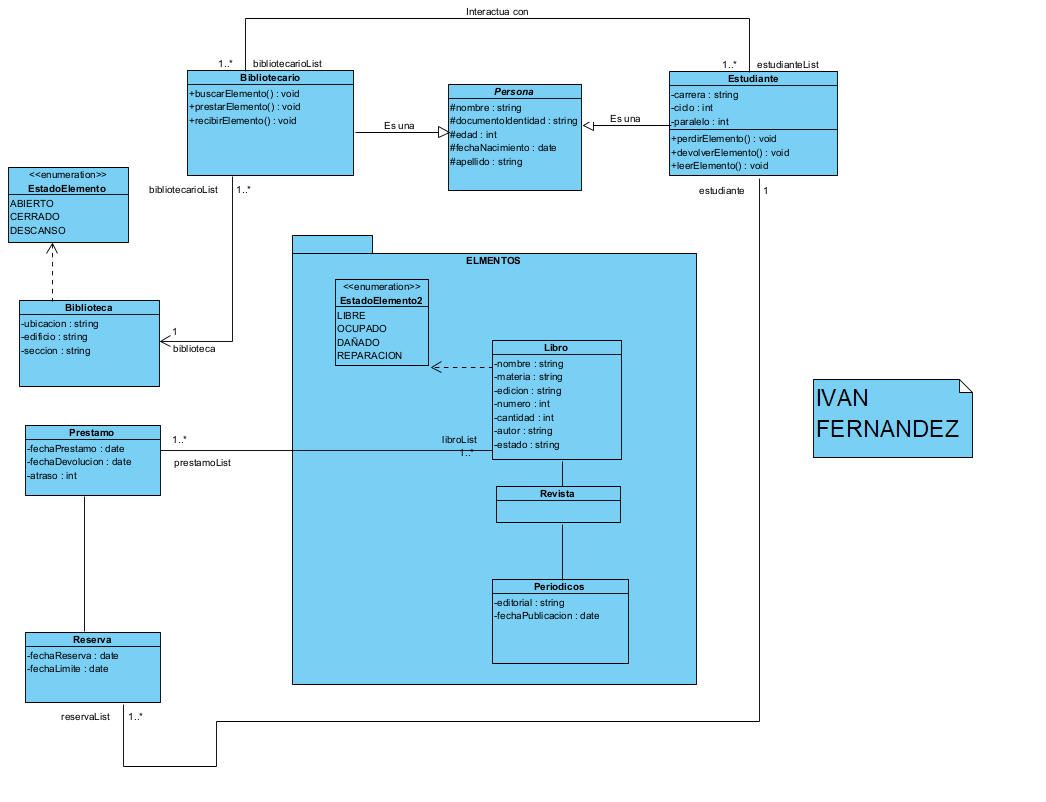 Interactua con
1..*
bibliotecarioList
1..*
estudianteList
Bibliotecario
+buscarElemento() : void
+prestarElemento() : void
+recibirElemento() : void
Es una
Persona
#nombre : string
#documentoIdentidad : string
#edad : int
#fechaNacimiento : date
#apellido : string
Es una
Estudiante
-carrera : string
-ciclo : int
-paralelo : int
+perdirElemento() : void
+devolverElemento() : void
+leerElemento() : void
<<enumeration>>
EstadoElemento
ABIERTO
CERRADO
DESCANSO
bibliotecarioList
1..*
estudiante
1
Biblioteca
-ubicacion : string
-edificio : string
-seccion : string
1
biblioteca
ELMENTOS
<<enumeration>>
EstadoElemento2
LIBRE
OCUPADO
DAÑADO
REPARACION
Libro
-nombre : string
-materia : string
-edicion : string
-numero : int
-cantidad : int
-autor : string
-estado : string
IVAN
FERNANDEZ
Prestamo
-fechaPrestamo : date
-fechaDevolucion : date
-atraso : int
1..*
prestamoList
libroList
1..*
Revista
Periodicos
-editorial : string
-fechaPublicacion : date
Reserva
-fechaReserva : date
-fechaLimite : date
reservaList
1..*